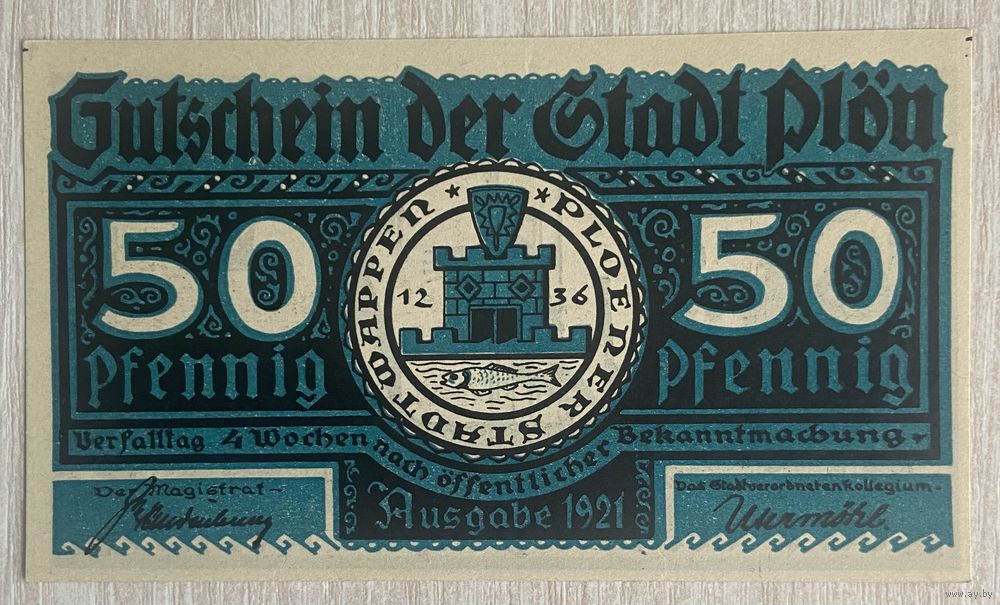 Gutschein der Stadt Plön
50 50
Pfennig Pfennig
PLOENER STADTWAPPEN
12 36
Verfalltag 4 Wochen nach öffentlicher Bekanntmachung
Der Magistrat
Das Stadtverordnetenkollegium
Ausgabe 1921
www.ay.by